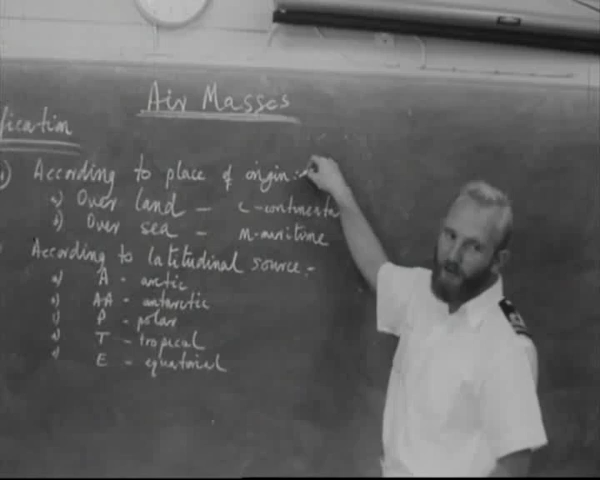 Air Masses
fication
1) According to place of origin:-
a) Over land - c-continenta
b) Over sea - m-maritime
According to latitudinal source:-
a) A - arctic
AA - antarctic
P - polar
T - tropical
E - equatorial